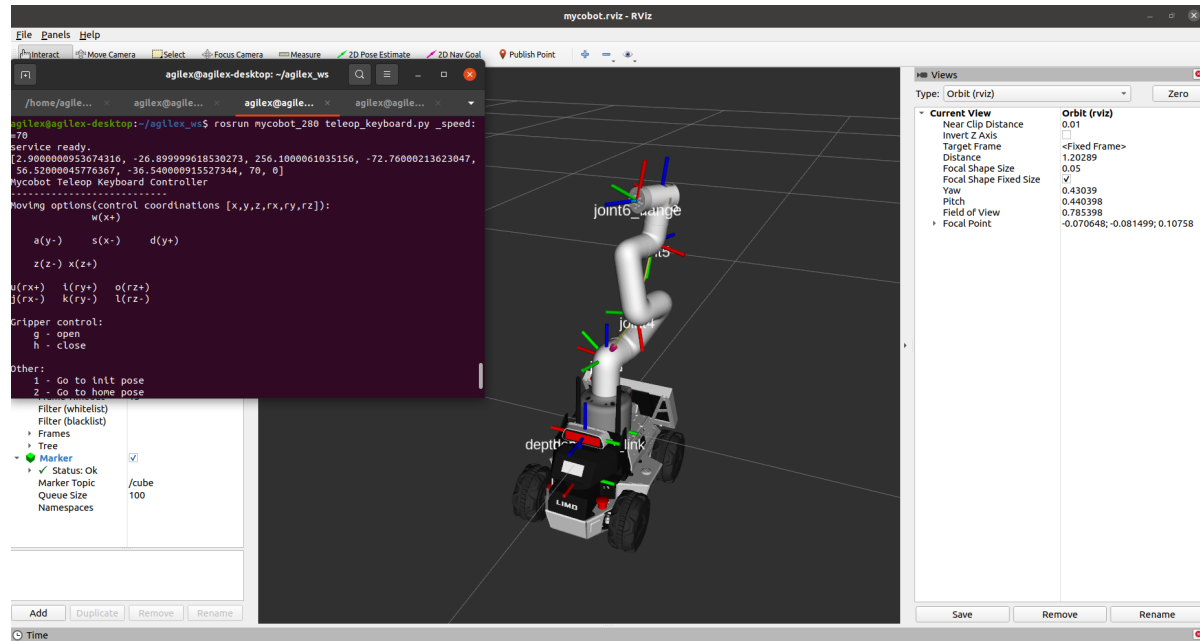 mycobot.rviz - RViz
File Panels Help
Interact Move Camera Select Focus Camera Measure 2D Pose Estimate 2D Nav Goal Publish Point
agilex@agilex-desktop: ~/agilex_ws
/home/agile... agilex@agile... agilex@agile... agilex@agile...
agilex@agilex-desktop:~/agilex_ws$ rosrun mycobot_280 teleop_keyboard.py _speed:
=70
service ready.
[2.9000000953674316, -26.899999618530273, 256.1000061035156, -72.76000213623047,
56.52000045776367, -36.540000915527344, 70, 0]
Mycobot Teleop Keyboard Controller
---------------------------
Movimg options(control coordinations [x,y,z,rx,ry,rz]):
w(x+)
a(y-) s(x-) d(y+)
z(z-) x(z+)
u(rx+) i(ry+) o(rz+)
j(rx-) k(ry-) l(rz-)
Gripper control:
g - open
h - close
Other:
1 - Go to init pose
2 - Go to home pose
Filter (whitelist)
Filter (blacklist)
Frames
Tree
Marker
Status: Ok
Marker Topic /cube
Queue Size 100
Namespaces
Add Duplicate Remove Rename
Time
joint4
LIMO
Views
Type: Orbit (rviz) Zero
Current View Orbit (rviz)
Near Clip Distance 0.01
Invert Z Axis
Target Frame <Fixed Frame>
Distance 1.20289
Focal Shape Size 0.05
Focal Shape Fixed Size
Yaw 0.43039
Pitch 0.440398
Field of View 0.785398
Focal Point -0.070648; -0.081499; 0.10758
Save Remove Rename